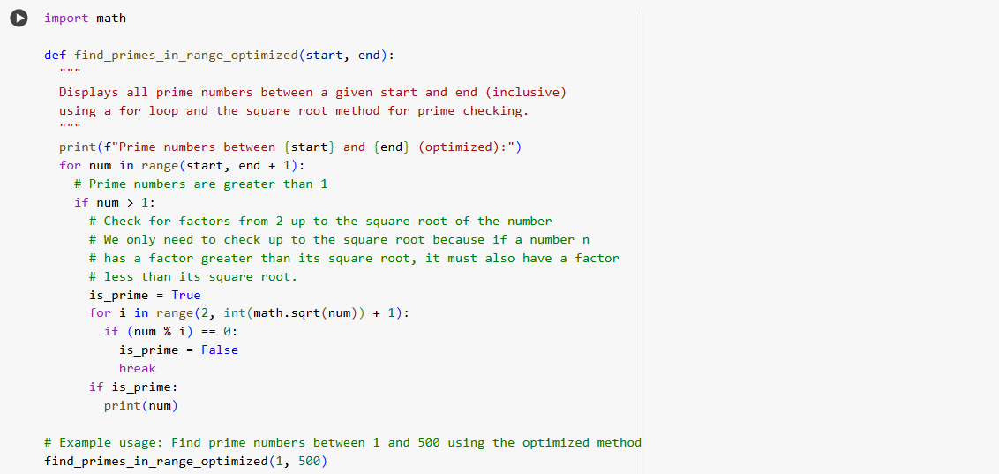 import math

def find_primes_in_range_optimized(start, end):
  """
  Displays all prime numbers between a given start and end (inclusive)
  using a for loop and the square root method for prime checking.
  """
  print(f"Prime numbers between {start} and {end} (optimized):")
  for num in range(start, end + 1):
    # Prime numbers are greater than 1
    if num > 1:
      # Check for factors from 2 up to the square root of the number
      # We only need to check up to the square root because if a number n
      # has a factor greater than its square root, it must also have a factor
      # less than its square root.
      is_prime = True
      for i in range(2, int(math.sqrt(num)) + 1):
        if (num % i) == 0:
          is_prime = False
          break
      if is_prime:
        print(num)

# Example usage: Find prime numbers between 1 and 500 using the optimized method
find_primes_in_range_optimized(1, 500)